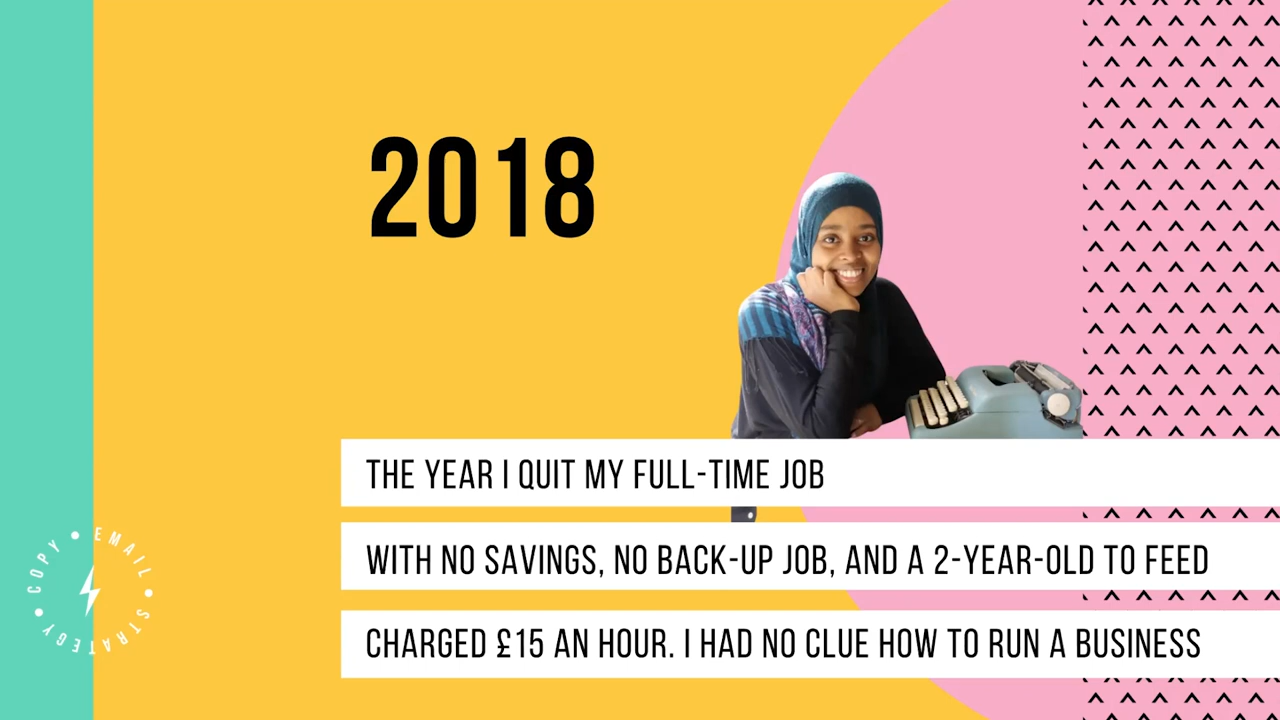 2018
THE YEAR I QUIT MY FULL-TIME JOB
WITH NO SAVINGS, NO BACK-UP JOB, AND A 2-YEAR-OLD TO FEED
CHARGED £15 AN HOUR. I HAD NO CLUE HOW TO RUN A BUSINESS
COPY • EMAIL • STRATEGY •